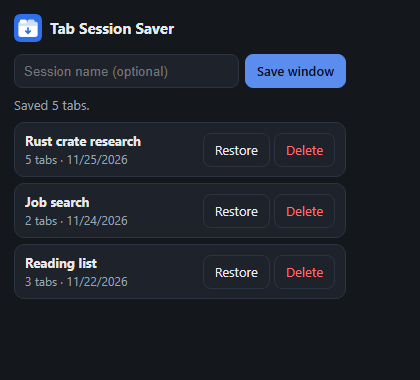 Tab Session Saver
Session name (optional)
Save window
Saved 5 tabs.
Rust crate research
5 tabs · 11/25/2026
Restore
Delete
Job search
2 tabs · 11/24/2026
Restore
Delete
Reading list
3 tabs · 11/22/2026
Restore
Delete